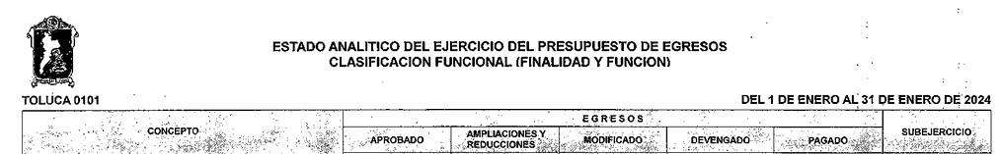 ESTADO ANALITICO DEL EJERCICIO DEL PRESUPUESTO DE EGRESOS
CLASIFICACION FUNCIONAL (FINALIDAD Y FUNCION)
TOLUCA 0101
DEL 1 DE ENERO AL 31 DE ENERO DE 2024
CONCEPTO
EGRESOS
SUBEJERCICIO
APROBADO
AMPLIACIONES Y
REDUCCIONES
MODIFICADO
DEVENGADO
PAGADO